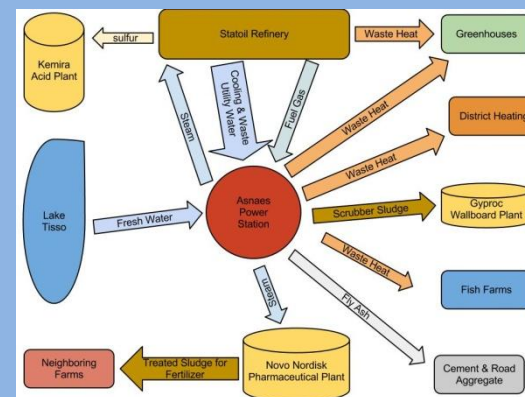 Kemira
Acid Plant
sulfur
Statoil Refinery
Waste Heat
Greenhouses
Steam
Cooling & Waste
Utility Water
Fuel Gas
Waste Heat
Waste Heat
District Heating
Lake
Tisso
Fresh Water
Asnaes
Power
Station
Scrubber Sludge
Gyproc
Wallboard Plant
Waste Heat
Fish Farms
Steam
Fly Ash
Neighboring
Farms
Treated Sludge for
Fertilizer
Novo Nordisk
Pharmaceutical Plant
Cement & Road
Aggregate